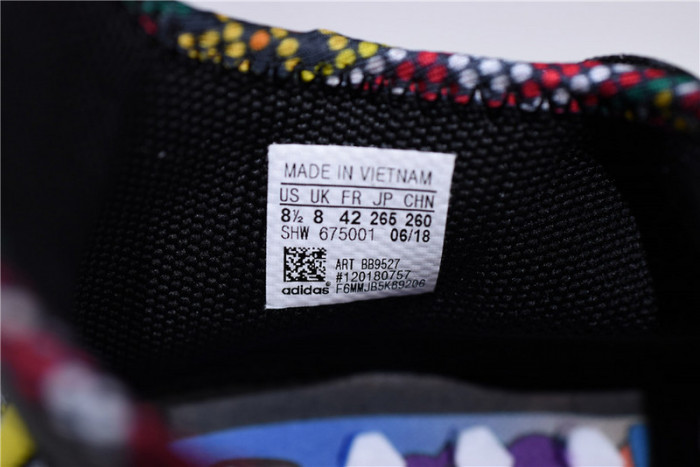 MADE IN VIETNAM
US UK FR JP CHN
8½ 8 42 265 260
SHW 675001 06/18
ART BB9527
#120180757
adidas® F6MMJB5K89206